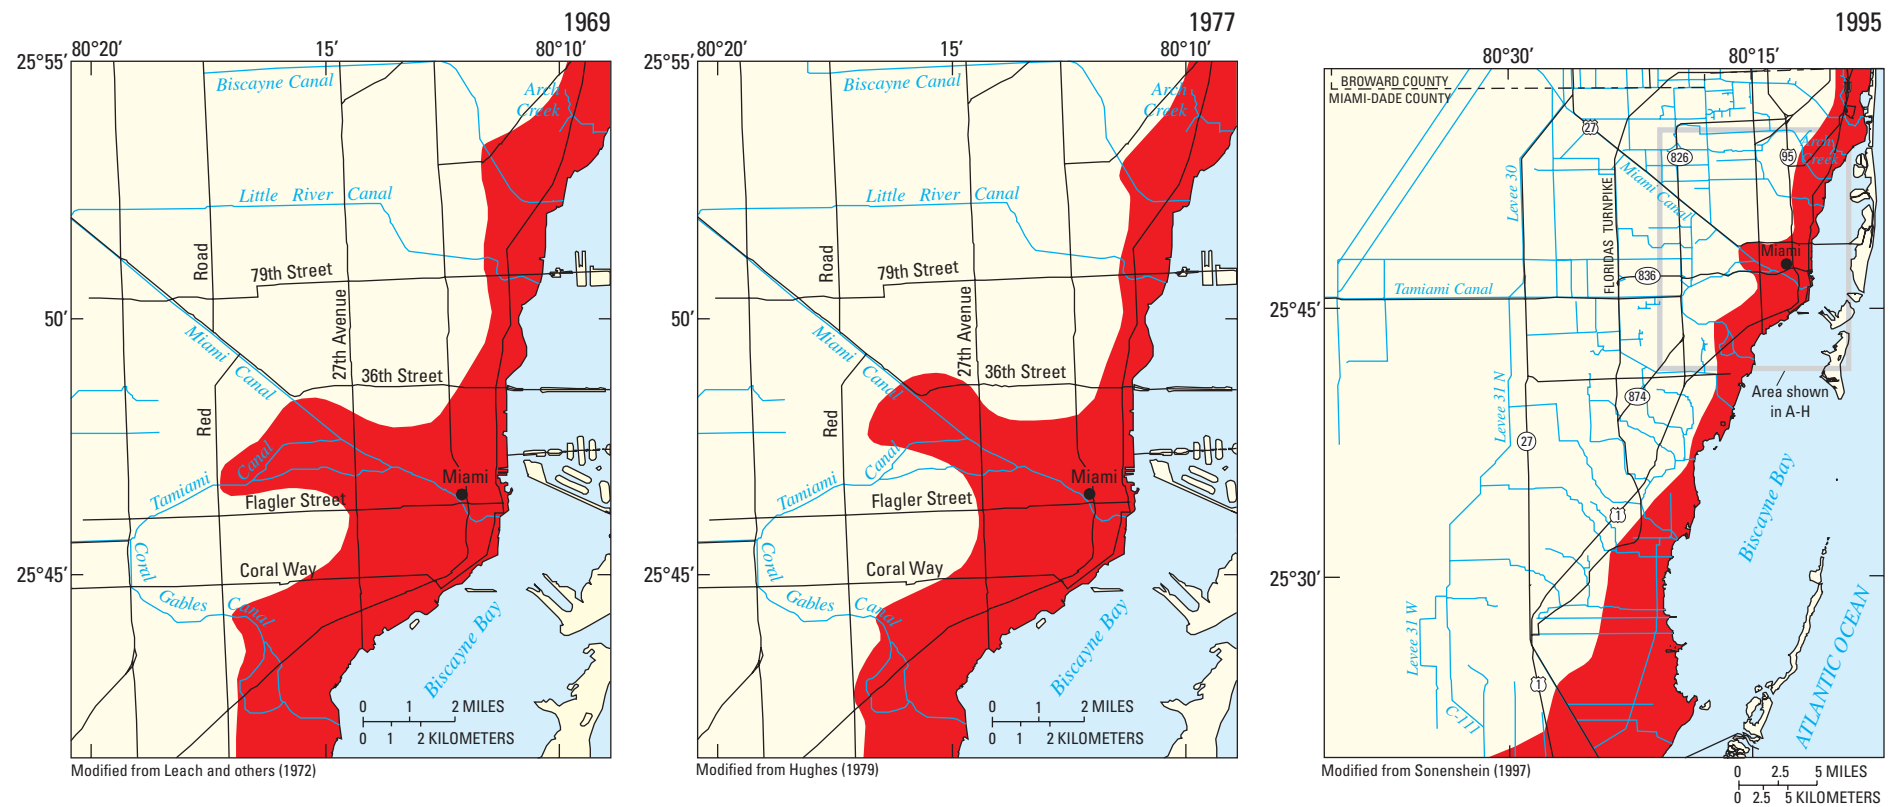 1969
80°20′ 15′ 80°10′
25°55′
Biscayne Canal
Arch
Creek
Little River Canal
Road
79th Street
27th Avenue
50′
Miami
Canal
36th Street
Red
Canal
Tamiami
Miami
Flagler Street
Coral
Coral Way
25°45′
Gables Canal
Biscayne Bay
0 1 2 MILES
0 1 2 KILOMETERS
Modified from Leach and others (1972)
1977
80°20′ 15′ 80°10′
25°55′
Biscayne Canal
Arch
Creek
Little River Canal
Road
79th Street
27th Avenue
50′
Miami
Canal
36th Street
Red
Canal
Tamiami
Miami
Flagler Street
Coral
Coral Way
25°45′
Gables Canal
Biscayne Bay
0 1 2 MILES
0 1 2 KILOMETERS
Modified from Hughes (1979)
1995
80°30′ 80°15′
BROWARD COUNTY
MIAMI-DADE COUNTY
27
826
95
Arch
Creek
Levee 30
Miami Canal
FLORIDAS TURNPIKE
Miami
836
Tamiami Canal
25°45′
Levee 31 N
874
Area shown
in A-H
27
Biscayne Bay
1
25°30′
Levee 31 W
ATLANTIC OCEAN
1
C-111
Modified from Sonenshein (1997)
0 2.5 5 MILES
0 2.5 5 KILOMETERS